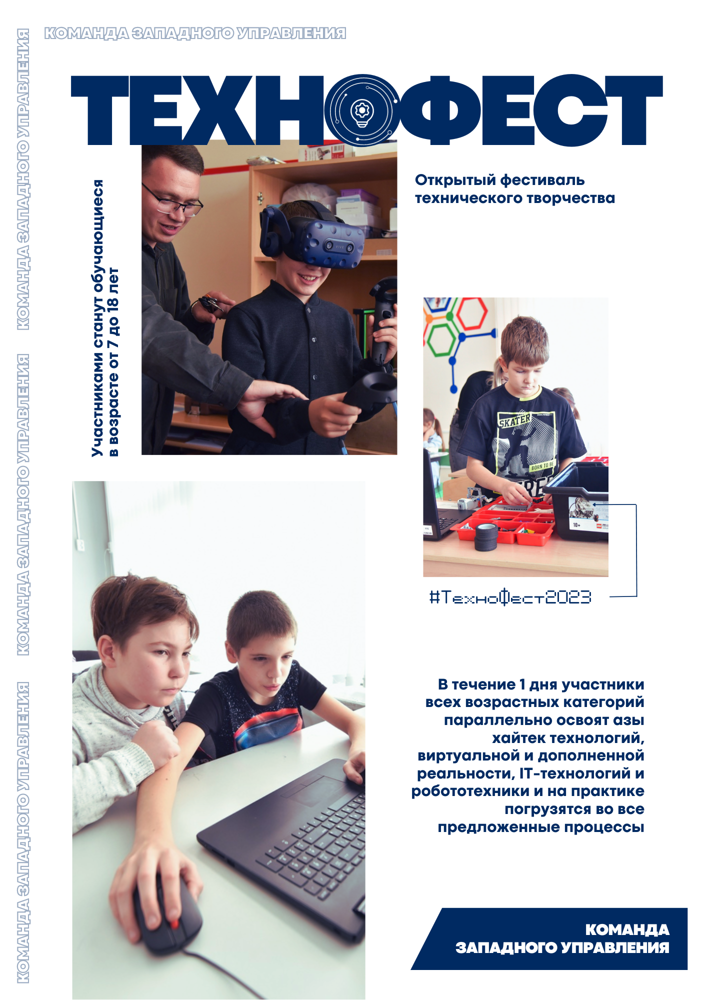 КОМАНДА ЗАПАДНОГО УПРАВЛЕНИЯ
КОМАНДА ЗАПАДНОГО УПРАВЛЕНИЯ
КОМАНДА ЗАПАДНОГО УПРАВЛЕНИЯ
КОМАНДА ЗАПАДНОГО УПРАВЛЕНИЯ
ТЕХНОФЕСТ
Открытый фестиваль
технического творчества
Участниками станут обучающиеся
в возрасте от 7 до 18 лет
VIVE
SKATER
BORN TO BE
10+
#ТехноФест2023
В течение 1 дня участники
всех возрастных категорий
параллельно освоят азы
хайтек технологий,
виртуальной и дополненной
реальности, IT-технологий и
робототехники и на практике
погрузятся во все
предложенные процессы
КОМАНДА
ЗАПАДНОГО УПРАВЛЕНИЯ